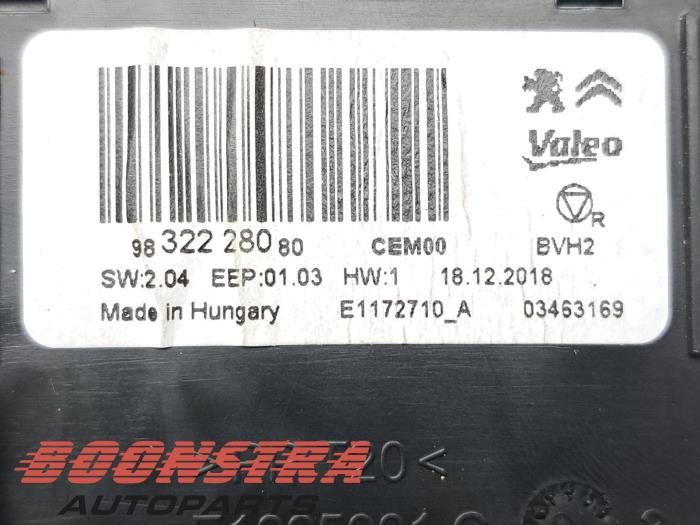 Valeo
R
98 322 280 80 CEM00 BVH2
SW:2.04 EEP:01.03 HW:1 18.12.2018
Made in Hungary E1172710_A 03463169
20<
BOONSTRA
AUTOPARTS